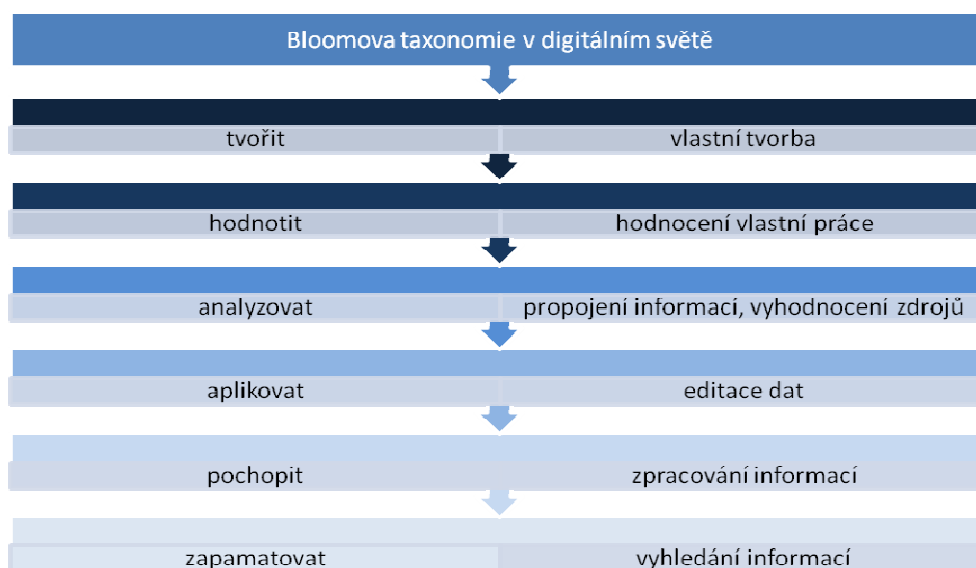 Bloomova taxonomie v digitálním světě
tvořit vlastní tvorba
hodnotit hodnocení vlastní práce
analyzovat propojení informací, vyhodnocení zdrojů
aplikovat editace dat
pochopit zpracování informací
zapamatovat vyhledání informací